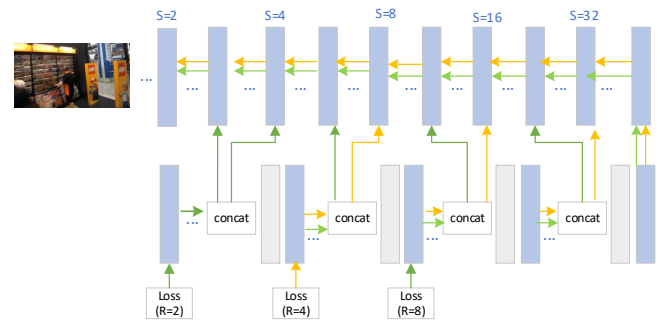 S=2
S=4
S=8
S=16
S=32
...
... ... ... ... ...
... ... ... ...
concat concat concat concat
Loss
(R=2)
Loss
(R=4)
Loss
(R=8)